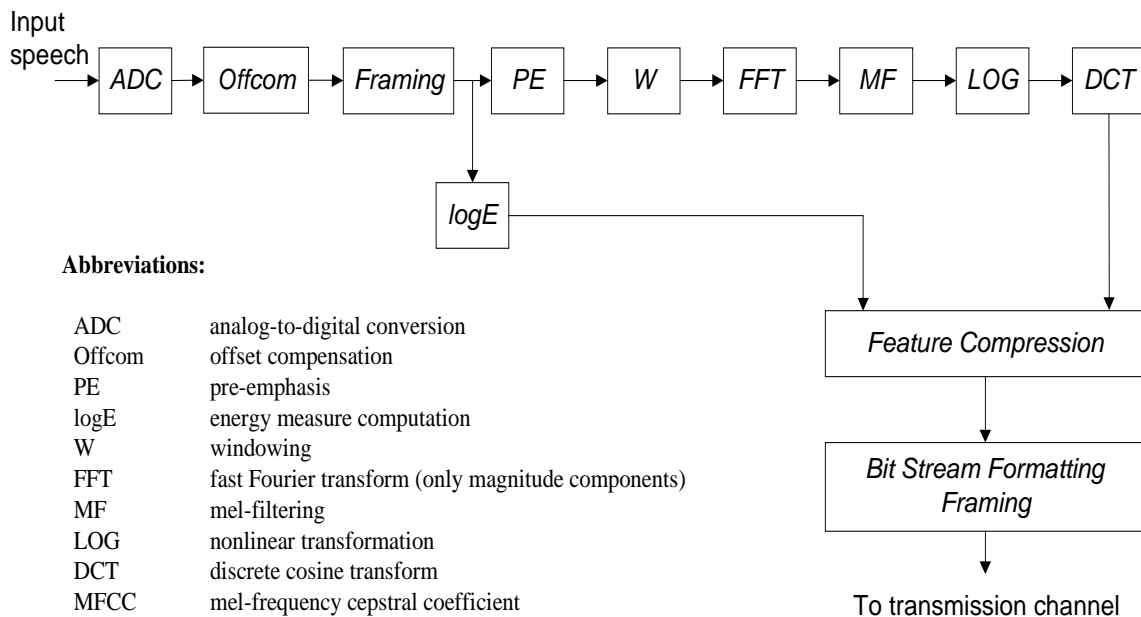 Input
speech
ADC Offcom Framing PE W FFT MF LOG DCT
logE
Abbreviations:
ADC analog-to-digital conversion
Offcom offset compensation
PE pre-emphasis
logE energy measure computation
W windowing
FFT fast Fourier transform (only magnitude components)
MF mel-filtering
LOG nonlinear transformation
DCT discrete cosine transform
MFCC mel-frequency cepstral coefficient
Feature Compression
Bit Stream Formatting
Framing
To transmission channel